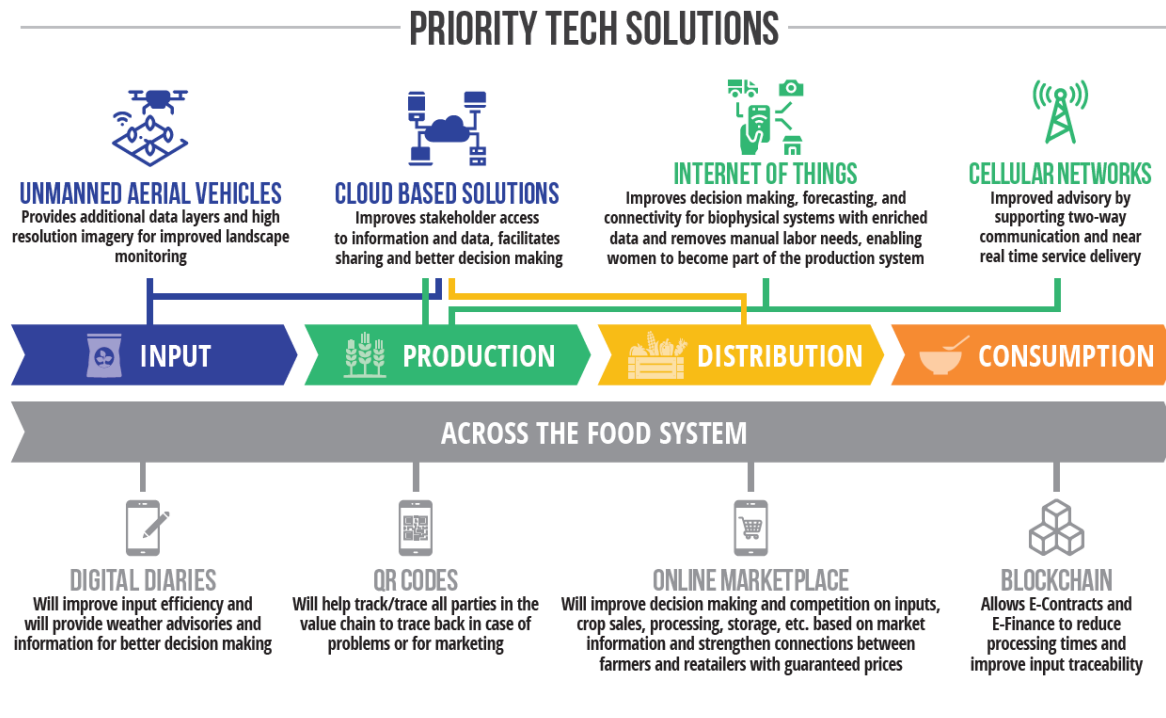 PRIORITY TECH SOLUTIONS
UNMANNED AERIAL VEHICLES
Provides additional data layers and high
resolution imagery for improved landscape
monitoring
CLOUD BASED SOLUTIONS
Improves stakeholder access
to information and data, facilitates
sharing and better decision making
INTERNET OF THINGS
Improves decision making, forecasting, and
connectivity for biophysical systems with enriched
data and removes manual labor needs, enabling
women to become part of the production system
CELLULAR NETWORKS
Improved advisory by
supporting two-way
communication and near
real time service delivery
INPUT
PRODUCTION
DISTRIBUTION
CONSUMPTION
ACROSS THE FOOD SYSTEM
DIGITAL DIARIES
Will improve input efficiency and
will provide weather advisories and
information for better decision making
QR CODES
Will help track/trace all parties in the
value chain to trace back in case of
problems or for marketing
ONLINE MARKETPLACE
Will improve decision making and competition on inputs,
crop sales, processing, storage, etc. based on market
information and strengthen connections between
farmers and reatailers with guaranteed prices
BLOCKCHAIN
Allows E-Contracts and
E-Finance to reduce
processing times and
improve input traceability